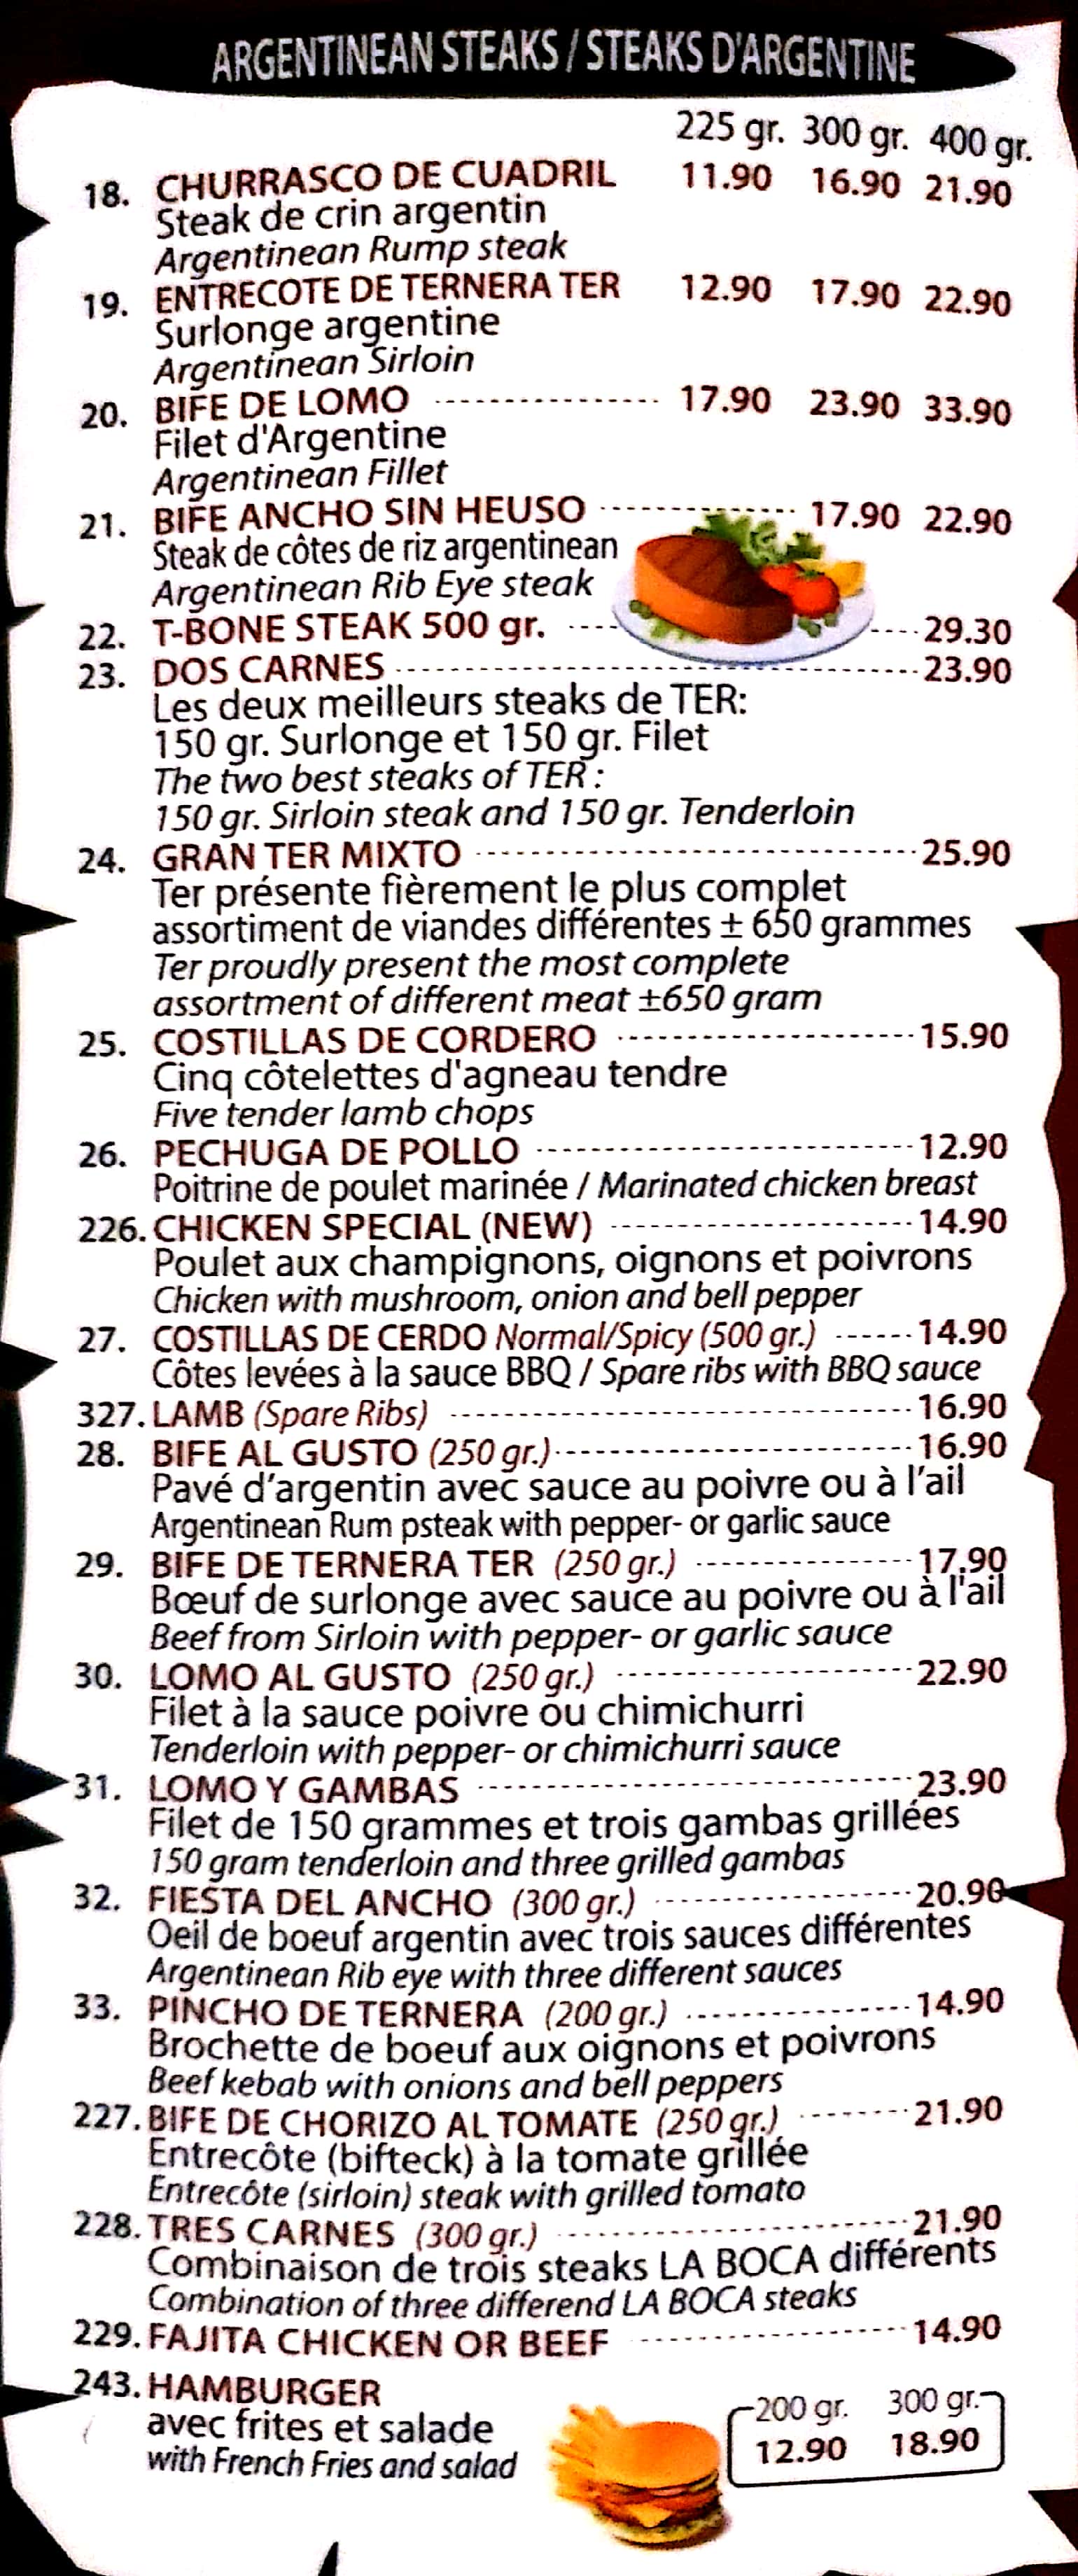 ARGENTINEAN STEAKS / STEAKS D'ARGENTINE
225 gr. 300 gr. 400 gr.
18. CHURRASCO DE CUADRIL 11.90 16.90 21.90
Steak de crin argentin
Argentinean Rump steak
19. ENTRECOTE DE TERNERA TER 12.90 17.90 22.90
Surlonge argentine
Argentinean Sirloin
20. BIFE DE LOMO 17.90 23.90 33.90
Filet d'Argentine
Argentinean Fillet
21. BIFE ANCHO SIN HEUSO 17.90 22.90
Steak de côtes de riz argentinean
Argentinean Rib Eye steak
22. T-BONE STEAK 500 gr. 29.30
23. DOS CARNES 23.90
Les deux meilleurs steaks de TER:
150 gr. Surlonge et 150 gr. Filet
The two best steaks of TER :
150 gr. Sirloin steak and 150 gr. Tenderloin
24. GRAN TER MIXTO 25.90
Ter présente fièrement le plus complet
assortiment de viandes différentes ± 650 grammes
Ter proudly present the most complete
assortment of different meat ±650 gram
25. COSTILLAS DE CORDERO 15.90
Cinq côtelettes d'agneau tendre
Five tender lamb chops
26. PECHUGA DE POLLO 12.90
Poitrine de poulet marinée / Marinated chicken breast
226. CHICKEN SPECIAL (NEW) 14.90
Poulet aux champignons, oignons et poivrons
Chicken with mushroom, onion and bell pepper
27. COSTILLAS DE CERDO Normal/Spicy (500 gr.) 14.90
Côtes levées à la sauce BBQ / Spare ribs with BBQ sauce
327. LAMB (Spare Ribs) 16.90
28. BIFE AL GUSTO (250 gr.) 16.90
Pavé d'argentin avec sauce au poivre ou à l'ail
Argentinean Rum psteak with pepper- or garlic sauce
29. BIFE DE TERNERA TER (250 gr.) 17.90
Bœuf de surlonge avec sauce au poivre ou à l'ail
Beef from Sirloin with pepper- or garlic sauce
30. LOMO AL GUSTO (250 gr.) 22.90
Filet à la sauce poivre ou chimichurri
Tenderloin with pepper- or chimichurri sauce
31. LOMO Y GAMBAS 23.90
Filet de 150 grammes et trois gambas grillées
150 gram tenderloin and three grilled gambas
32. FIESTA DEL ANCHO (300 gr.) 20.90
Oeil de boeuf argentin avec trois sauces différentes
Argentinean Rib eye with three different sauces
33. PINCHO DE TERNERA (200 gr.) 14.90
Brochette de boeuf aux oignons et poivrons
Beef kebab with onions and bell peppers
227. BIFE DE CHORIZO AL TOMATE (250 gr.) 21.90
Entrecôte (bifteck) à la tomate grillée
Entrecôte (sirloin) steak with grilled tomato
228. TRES CARNES (300 gr.) 21.90
Combinaison de trois steaks LA BOCA différents
Combination of three differend LA BOCA steaks
229. FAJITA CHICKEN OR BEEF 14.90
243. HAMBURGER
avec frites et salade
with French Fries and salad
200 gr. 300 gr.
12.90 18.90